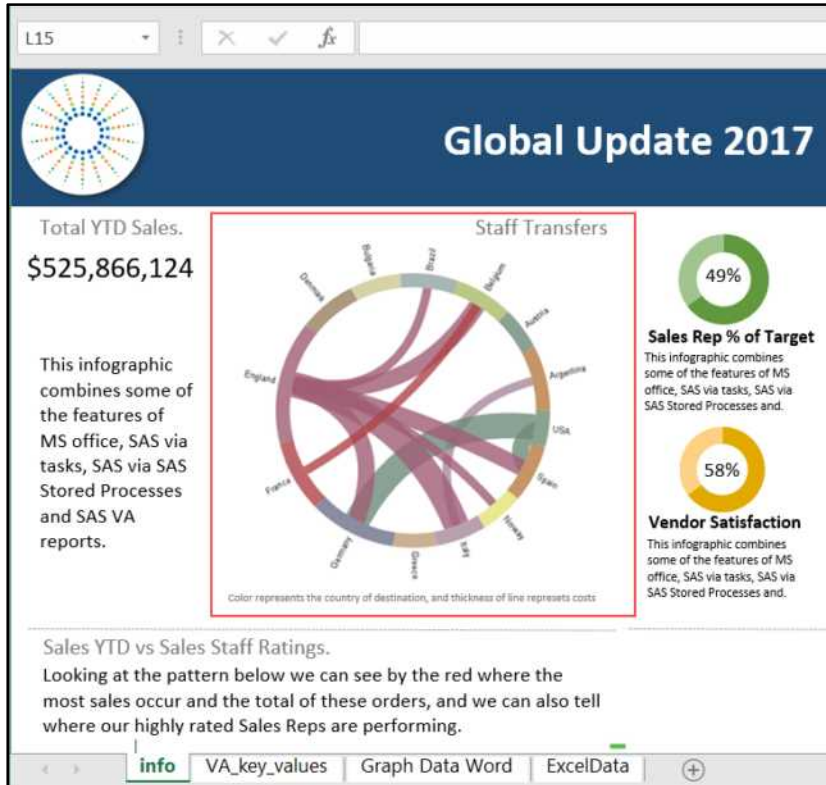 L15
fx
Global Update 2017
Total YTD Sales.
$525,866,124
This infographic
combines some of
the features of
MS office, SAS via
tasks, SAS via SAS
Stored Processes
and SAS VA
reports.
Staff Transfers
Brazil
Belgium
Austria
Argentina
USA
Spain
Norway
Italy
Greece
Germany
France
England
Denmark
Bulgaria
Color represents the country of destination, and thickness of line represets costs
49%
Sales Rep % of Target
This infographic combines
some of the features of MS
office, SAS via tasks, SAS via
SAS Stored Processes and.
58%
Vendor Satisfaction
This infographic combines
some of the features of MS
office, SAS via tasks, SAS via
SAS Stored Processes and.
Sales YTD vs Sales Staff Ratings.
Looking at the pattern below we can see by the red where the
most sales occur and the total of these orders, and we can also tell
where our highly rated Sales Reps are performing.
info VA_key_values Graph Data Word ExcelData